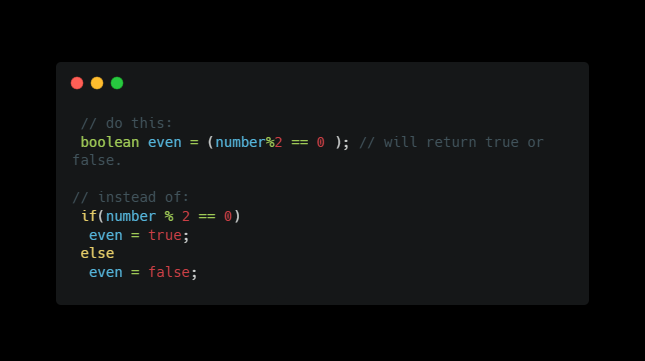 // do this:
boolean even = (number%2 == 0 ); // will return true or
false.
// instead of:
if(number % 2 == 0)
even = true;
else
even = false;